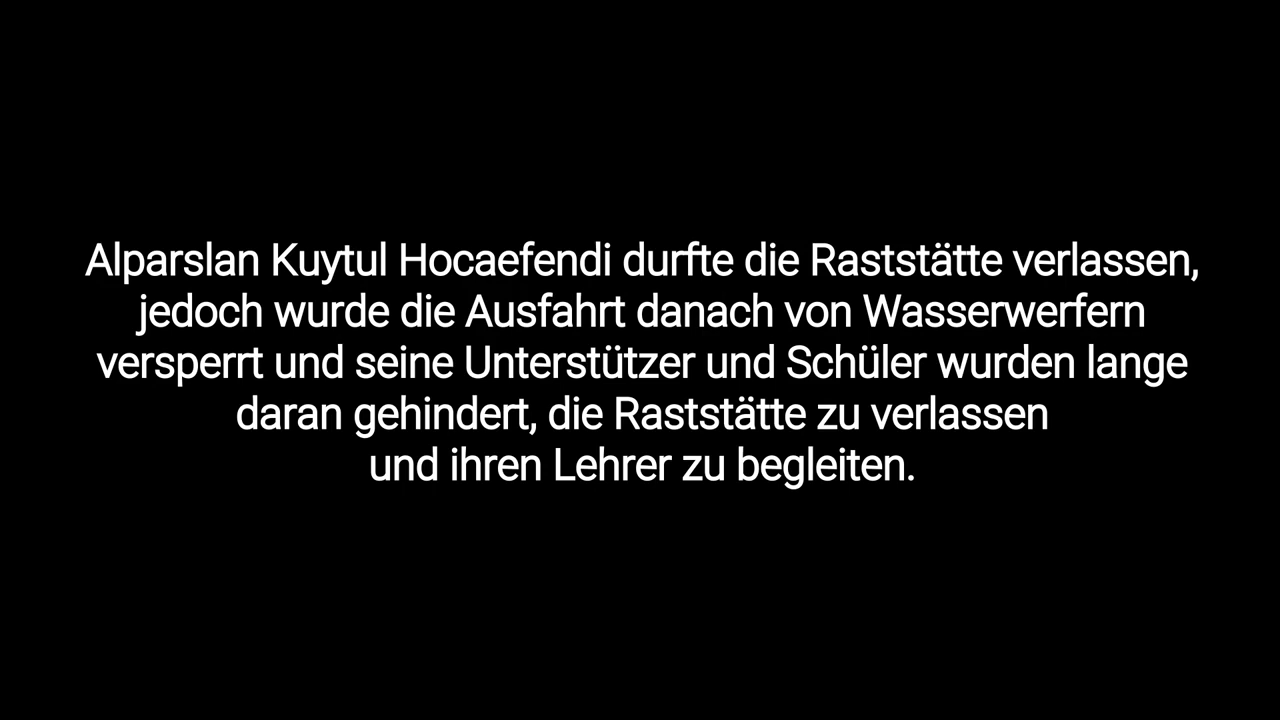 Alparslan Kuytul Hocaefendi durfte die Raststätte verlassen,
jedoch wurde die Ausfahrt danach von Wasserwerfern
versperrt und seine Unterstützer und Schüler wurden lange
daran gehindert, die Raststätte zu verlassen
und ihren Lehrer zu begleiten.